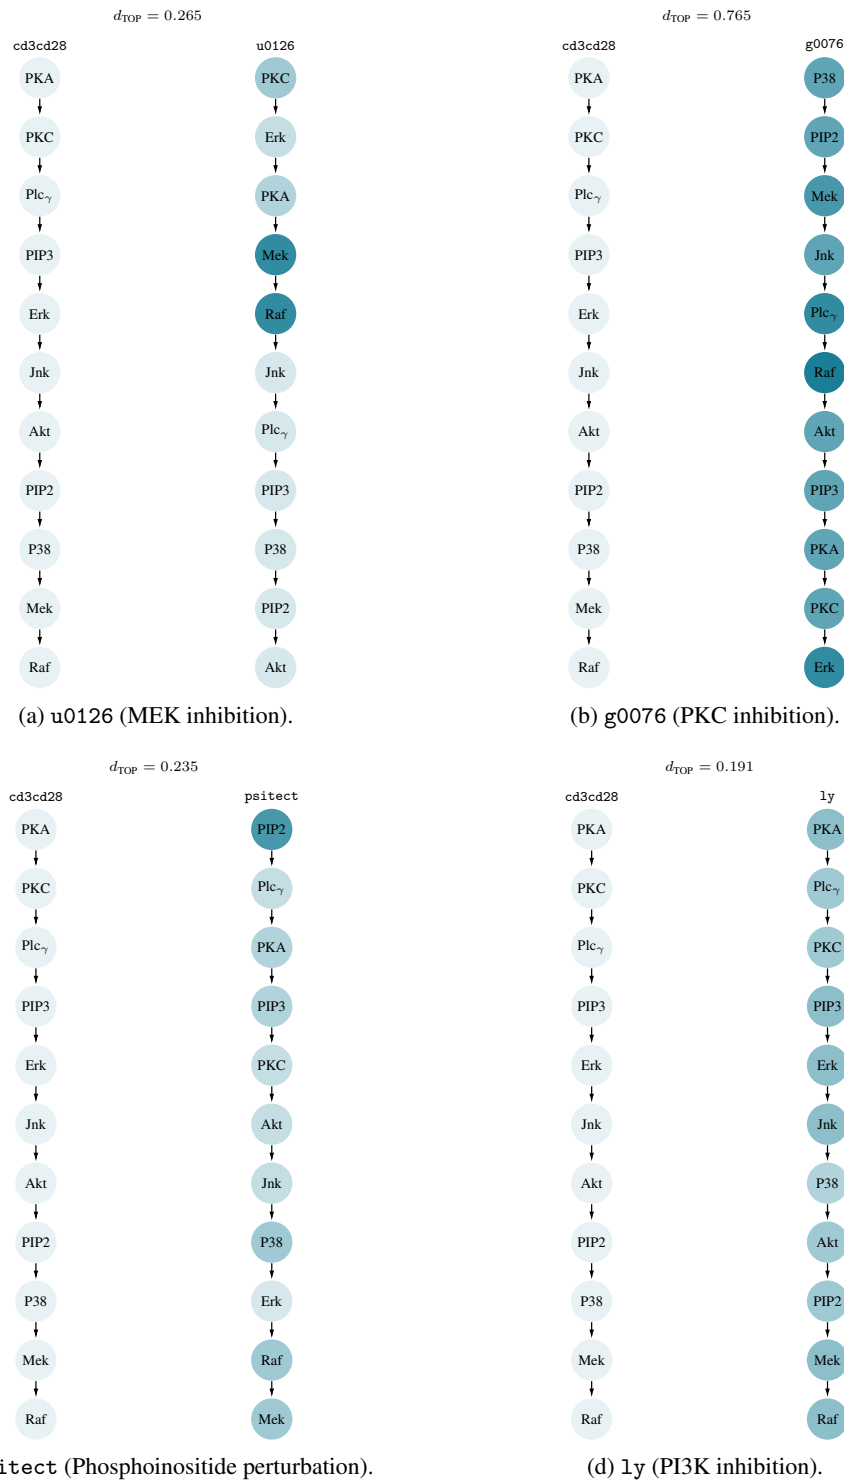 d_TOP = 0.265
cd3cd28 u0126
PKA PKC
PKC Erk
Plcγ PKA
PIP3 Mek
Erk Raf
Jnk Jnk
Akt Plcγ
PIP2 PIP3
P38 P38
Mek PIP2
Raf Akt
(a) u0126 (MEK inhibition).
d_TOP = 0.765
cd3cd28 g0076
PKA P38
PKC PIP2
Plcγ Mek
PIP3 Jnk
Erk Plcγ
Jnk Raf
Akt Akt
PIP2 PIP3
P38 PKA
Mek PKC
Raf Erk
(b) g0076 (PKC inhibition).
d_TOP = 0.235
cd3cd28 psitect
PKA PIP2
PKC Plcγ
Plcγ PKA
PIP3 PIP3
Erk PKC
Jnk Akt
Akt Jnk
PIP2 P38
P38 Erk
Mek Raf
Raf Mek
itect (Phosphoinositide perturbation).
d_TOP = 0.191
cd3cd28 ly
PKA PKA
PKC Plcγ
Plcγ PKC
PIP3 PIP3
Erk Erk
Jnk Jnk
Akt P38
PIP2 Akt
P38 PIP2
Mek Mek
Raf Raf
(d) ly (PI3K inhibition).